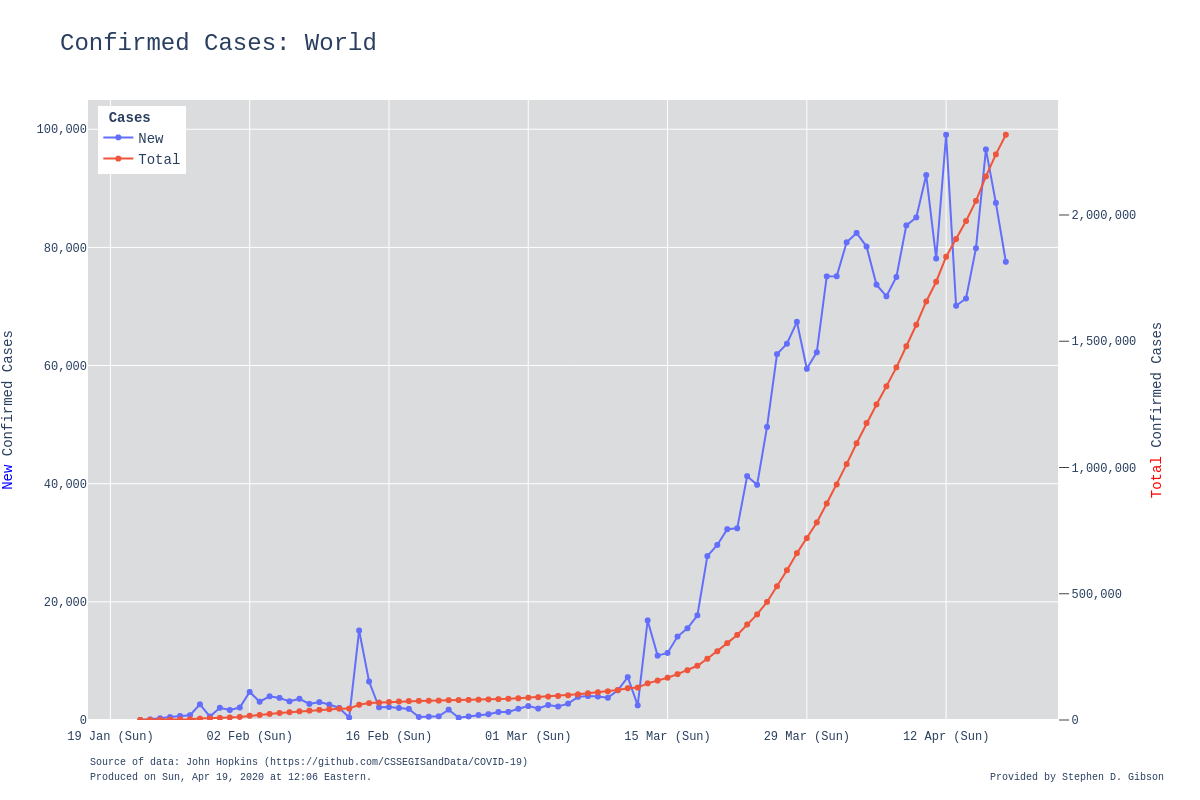 Confirmed Cases: World
Cases
New
Total
100,000
80,000
60,000
40,000
20,000
0
New Confirmed Cases
2,000,000
1,500,000
1,000,000
500,000
0
Total Confirmed Cases
19 Jan (Sun) 02 Feb (Sun) 16 Feb (Sun) 01 Mar (Sun) 15 Mar (Sun) 29 Mar (Sun) 12 Apr (Sun)
Source of data: John Hopkins (https://github.com/CSSEGISandData/COVID-19)
Produced on Sun, Apr 19, 2020 at 12:06 Eastern.
Provided by Stephen D. Gibson